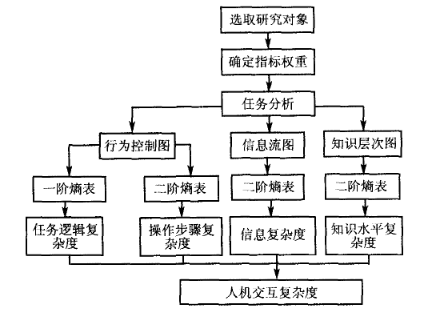 选取研究对象
确定指标权重
任务分析
行为控制图
信息流图
知识层次图
一阶熵表
二阶熵表
二阶熵表
二阶熵表
任务逻辑复
杂度
操作步骤复
杂度
信息复杂度
知识水平复
杂度
人机交互复杂度